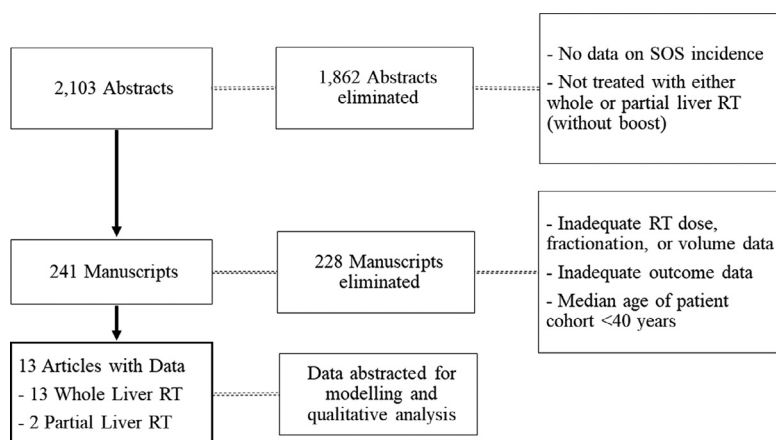 2,103 Abstracts
1,862 Abstracts
eliminated
- No data on SOS incidence
- Not treated with either
whole or partial liver RT
(without boost)
241 Manuscripts
228 Manuscripts
eliminated
- Inadequate RT dose,
fractionation, or volume data
- Inadequate outcome data
- Median age of patient
cohort <40 years
13 Articles with Data
- 13 Whole Liver RT
- 2 Partial Liver RT
Data abstracted for
modelling and
qualitative analysis